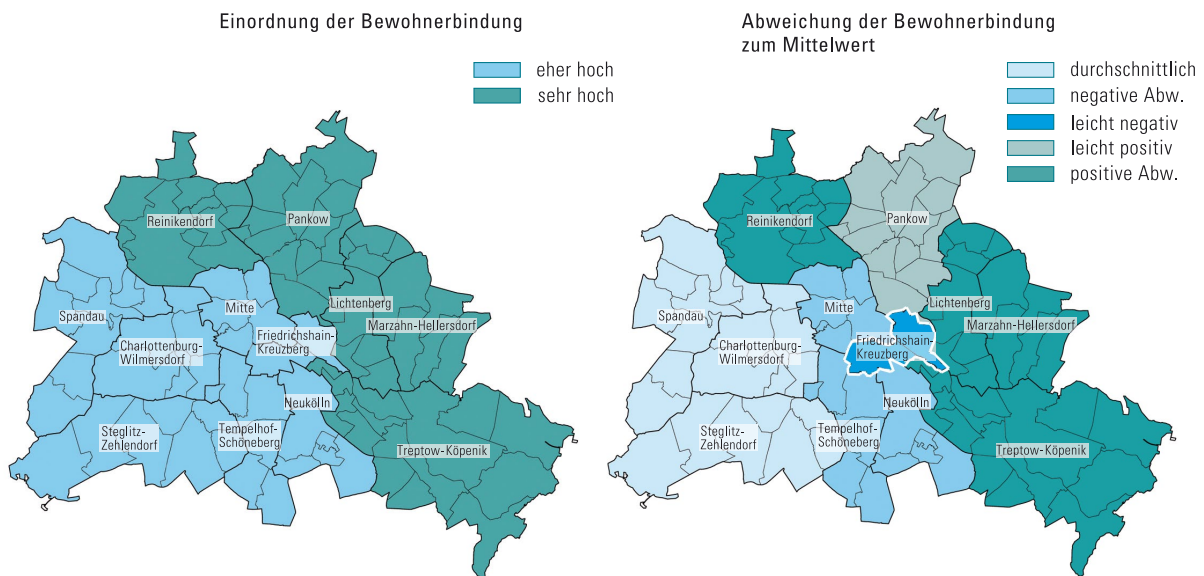 Einordnung der Bewohnerbindung
eher hoch
sehr hoch
Reinikendorf
Pankow
Spandau
Mitte
Lichtenberg
Marzahn-Hellersdorf
Charlottenburg-
Wilmersdorf
Friedrichshain-
Kreuzberg
Neukölln
Steglitz-
Zehlendorf
Tempelhof-
Schöneberg
Treptow-Köpenik
Abweichung der Bewohnerbindung
zum Mittelwert
durchschnittlich
negative Abw.
leicht negativ
leicht positiv
positive Abw.
Reinikendorf
Pankow
Spandau
Mitte
Lichtenberg
Marzahn-Hellersdorf
Charlottenburg-
Wilmersdorf
Friedrichshain-
Kreuzberg
Neukölln
Steglitz-
Zehlendorf
Tempelhof-
Schöneberg
Treptow-Köpenik